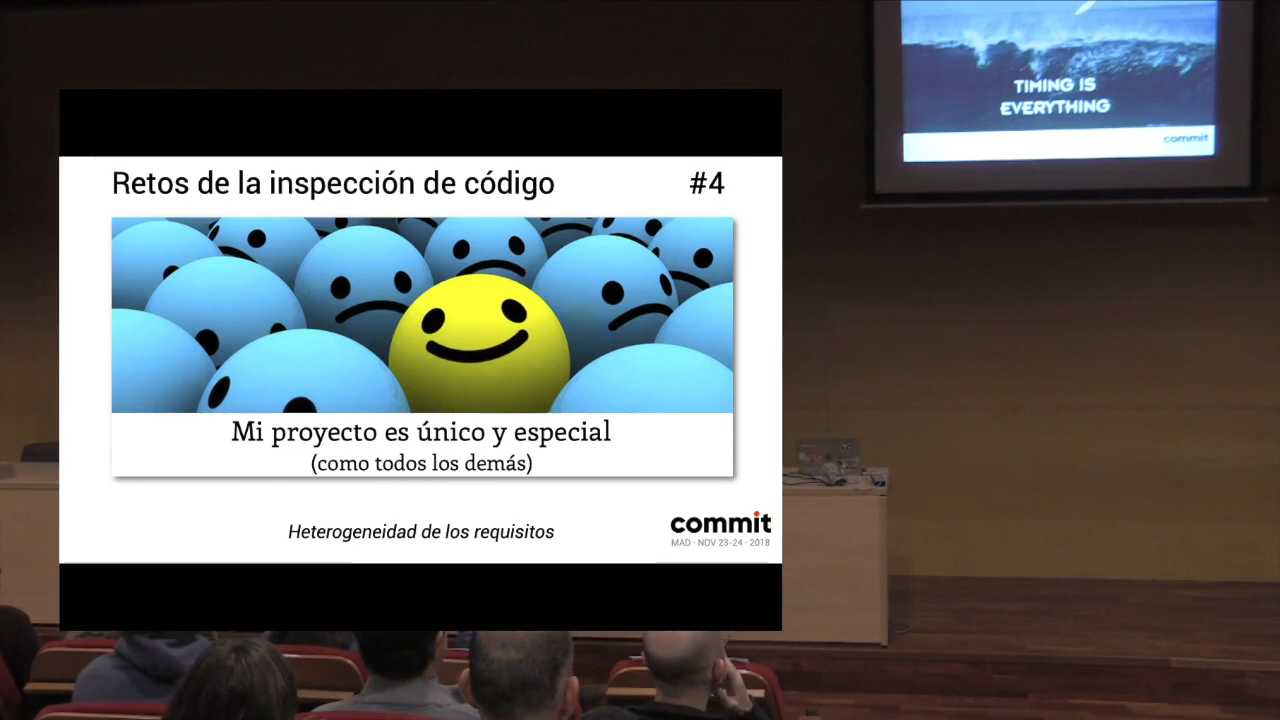 Retos de la inspección de código
#4
Mi proyecto es único y especial
(como todos los demás)
Heterogeneidad de los requisitos
commit
MAD · NOV 23-24 · 2018
TIMING IS
EVERYTHING
commit